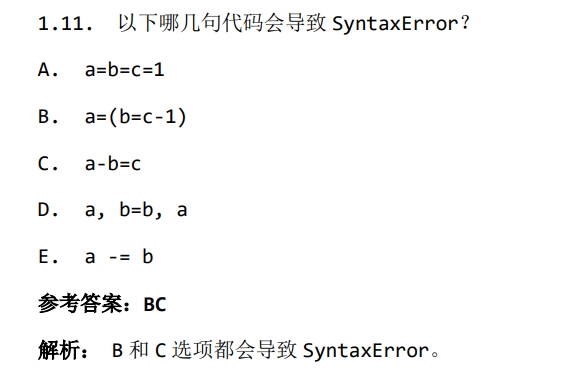 1.11. 以下哪几句代码会导致 SyntaxError?
A. a=b=c=1
B. a=(b=c-1)
C. a-b=c
D. a, b=b, a
E. a -= b
参考答案：BC
解析： B 和 C 选项都会导致 SyntaxError。